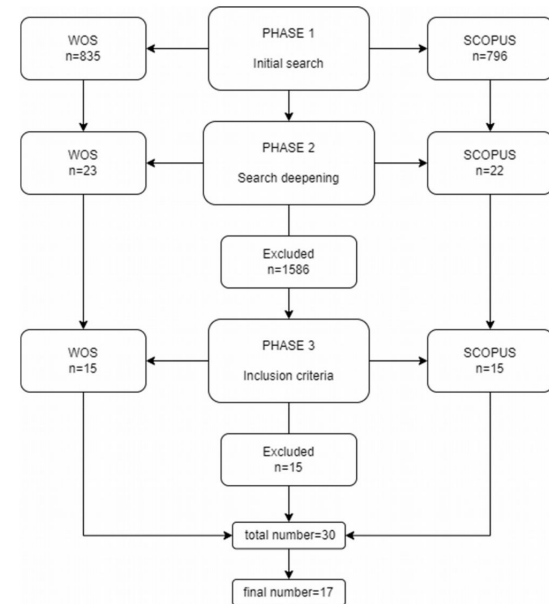 WOS
n=835
PHASE 1
Initial search
SCOPUS
n=796
WOS
n=23
PHASE 2
Search deepening
SCOPUS
n=22
Excluded
n=1586
WOS
n=15
PHASE 3
Inclusion criteria
SCOPUS
n=15
Excluded
n=15
total number=30
final number=17